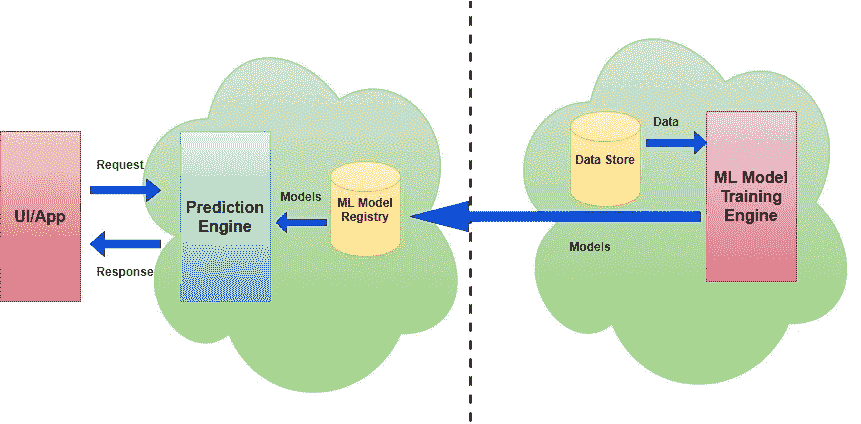 Request
UI/App
Response
Prediction
Engine
Models
ML Model
Registry
Data Store
Data
ML Model
Training
Engine
Models